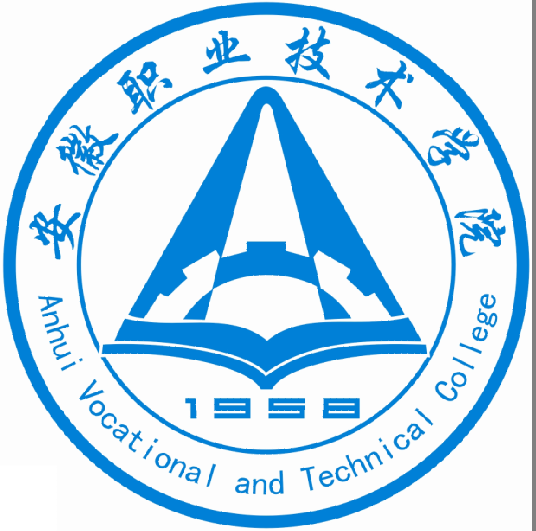 安徽职业技术学院
1958
Anhui Vocational and Technical College